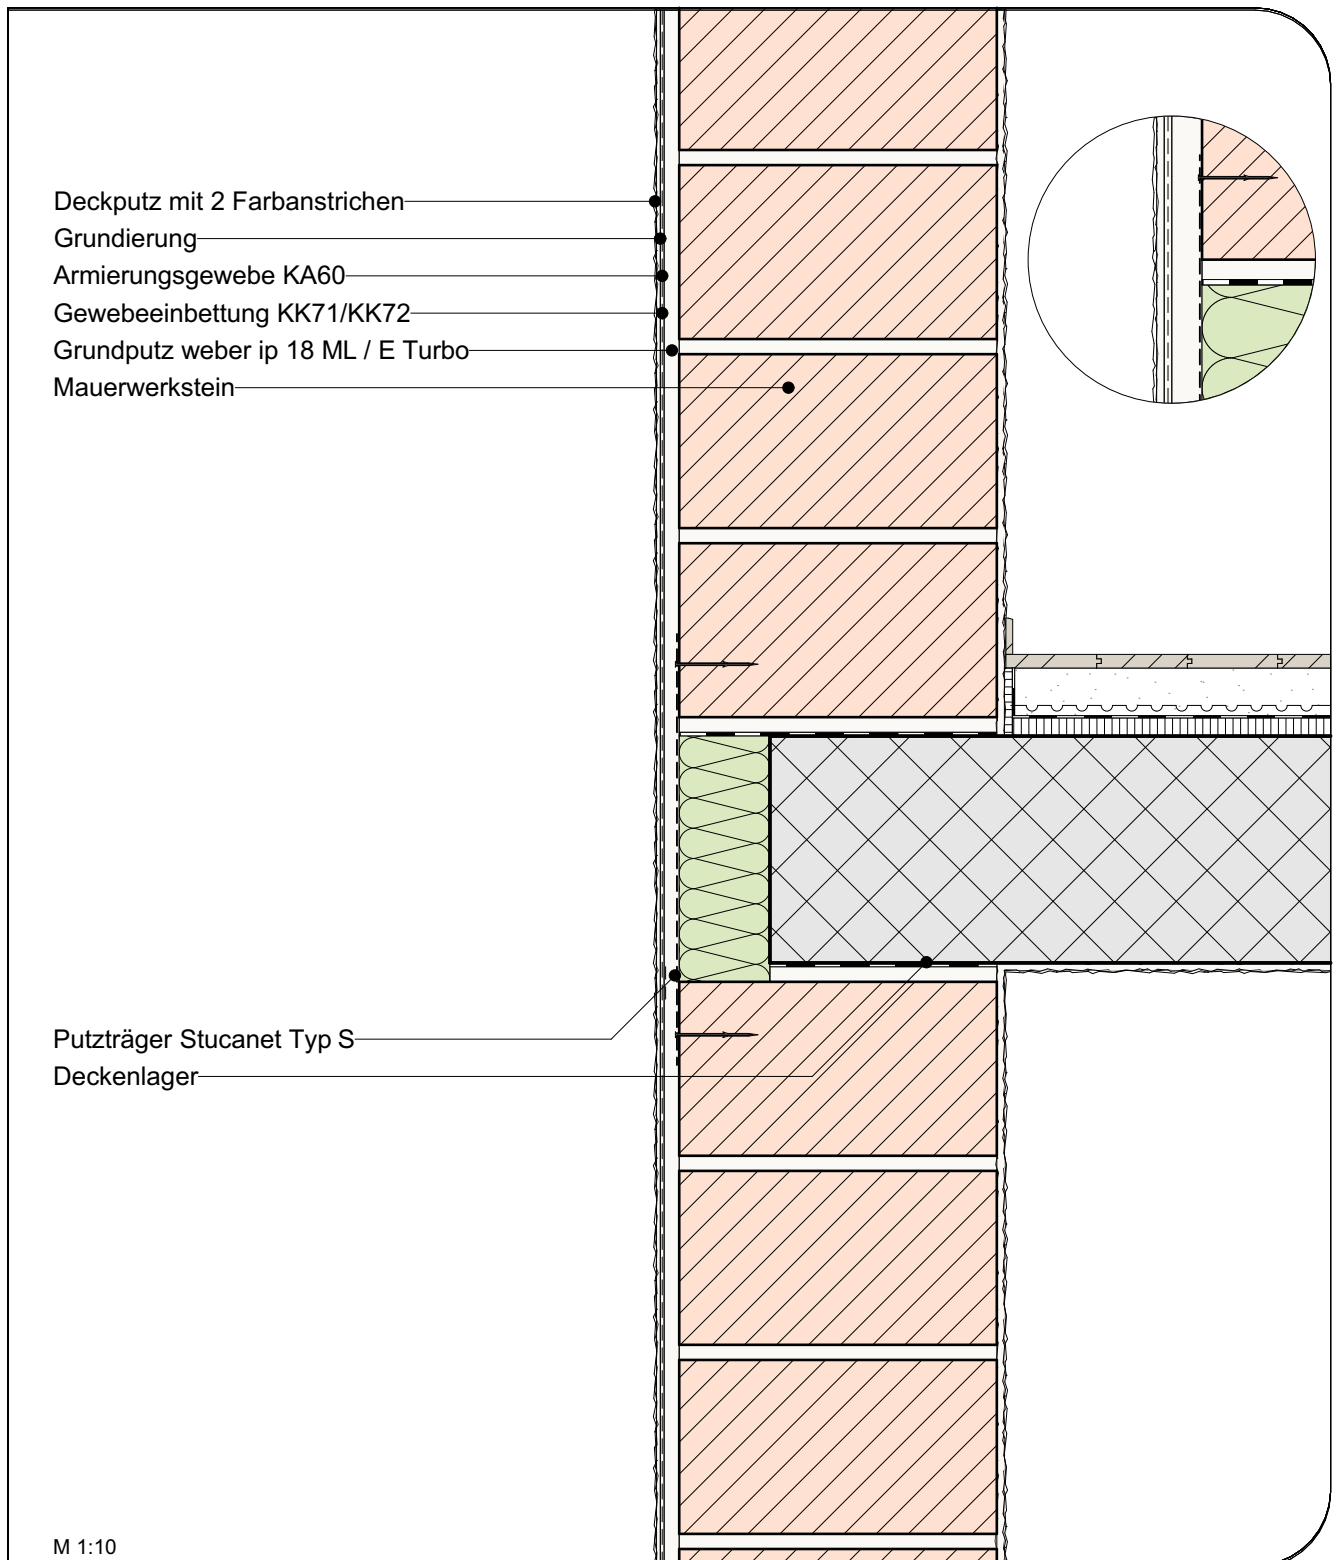 Deckputz mit 2 Farbanstrichen
Grundierung
Armierungsgewebe KA60
Gewebeeinbettung KK71/KK72
Grundputz weber ip 18 ML / E Turbo
Mauerwerkstein
Putzträger Stucanet Typ S
Deckenlager
M 1:10